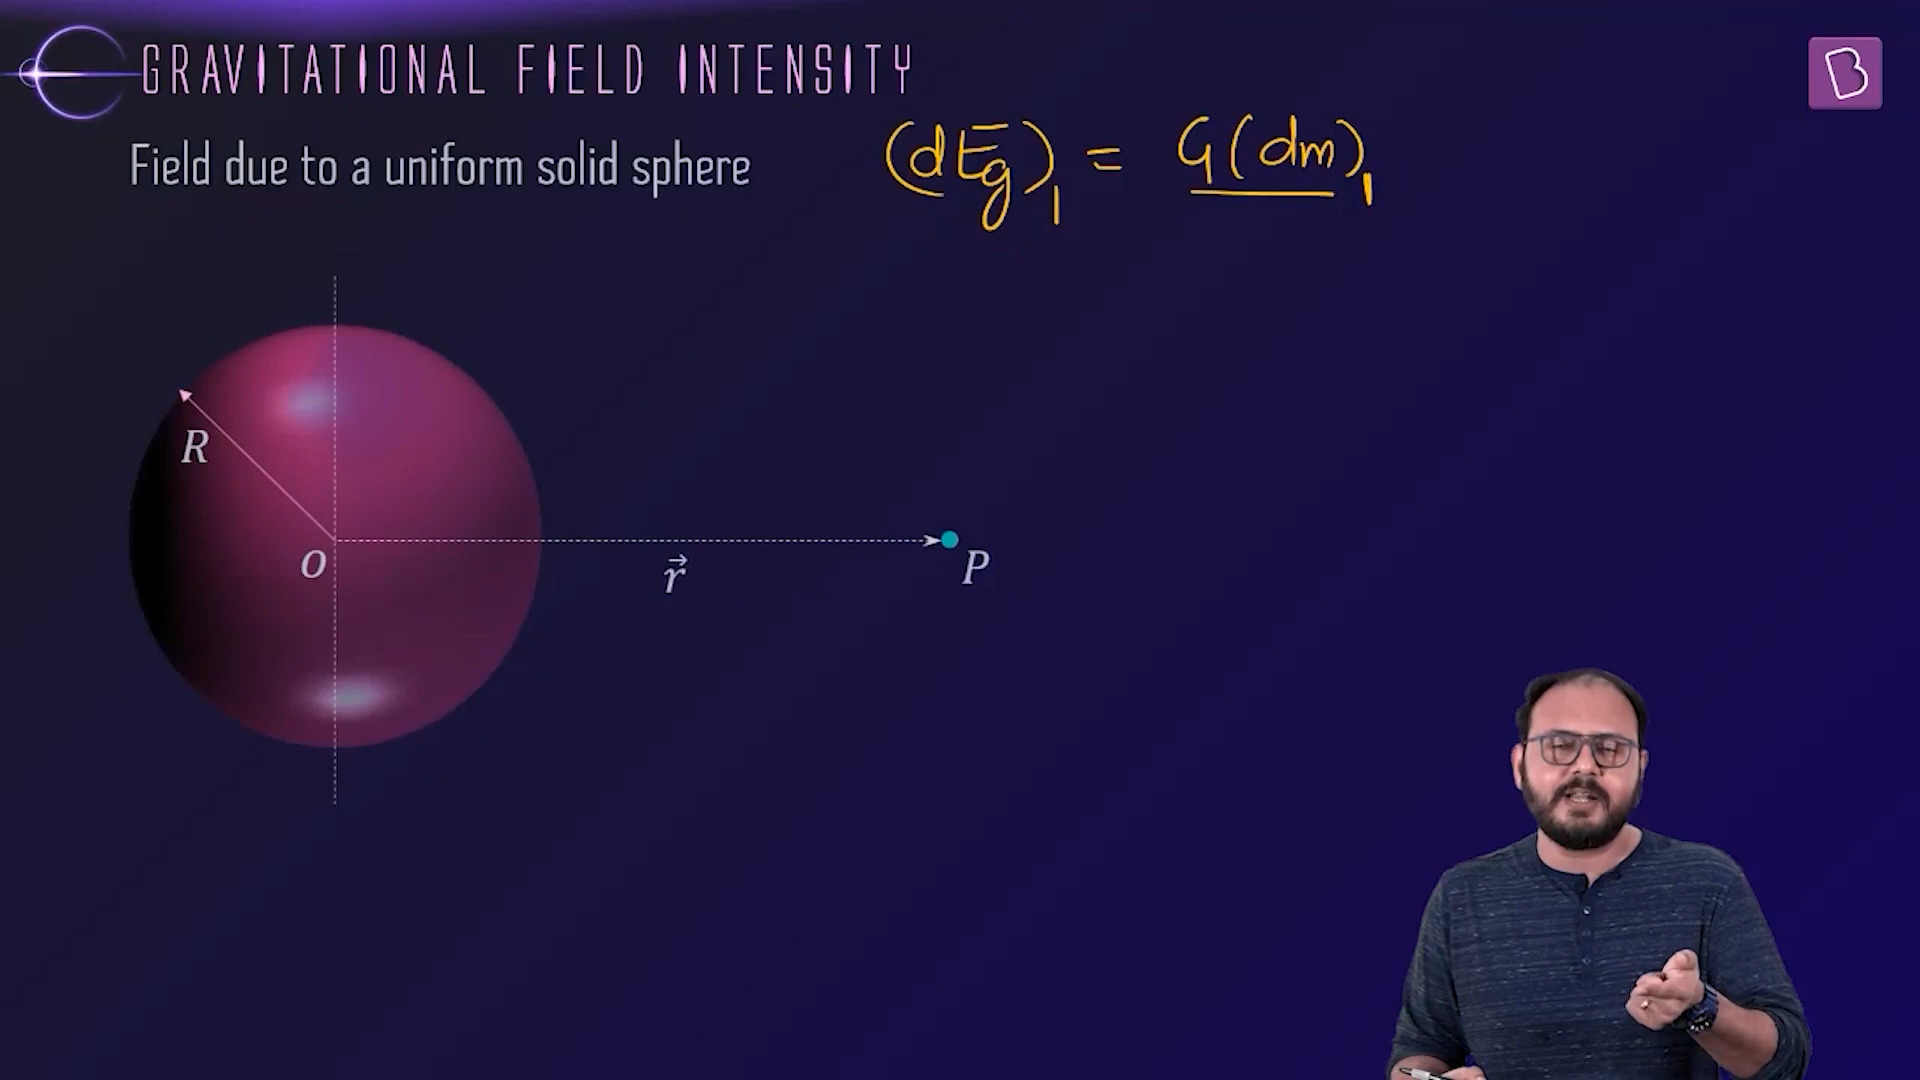 GRAVITATIONAL FIELD INTENSITY
B
Field due to a uniform solid sphere
(dEg)₁ = G(dm)₁
R
O
r⃗
P